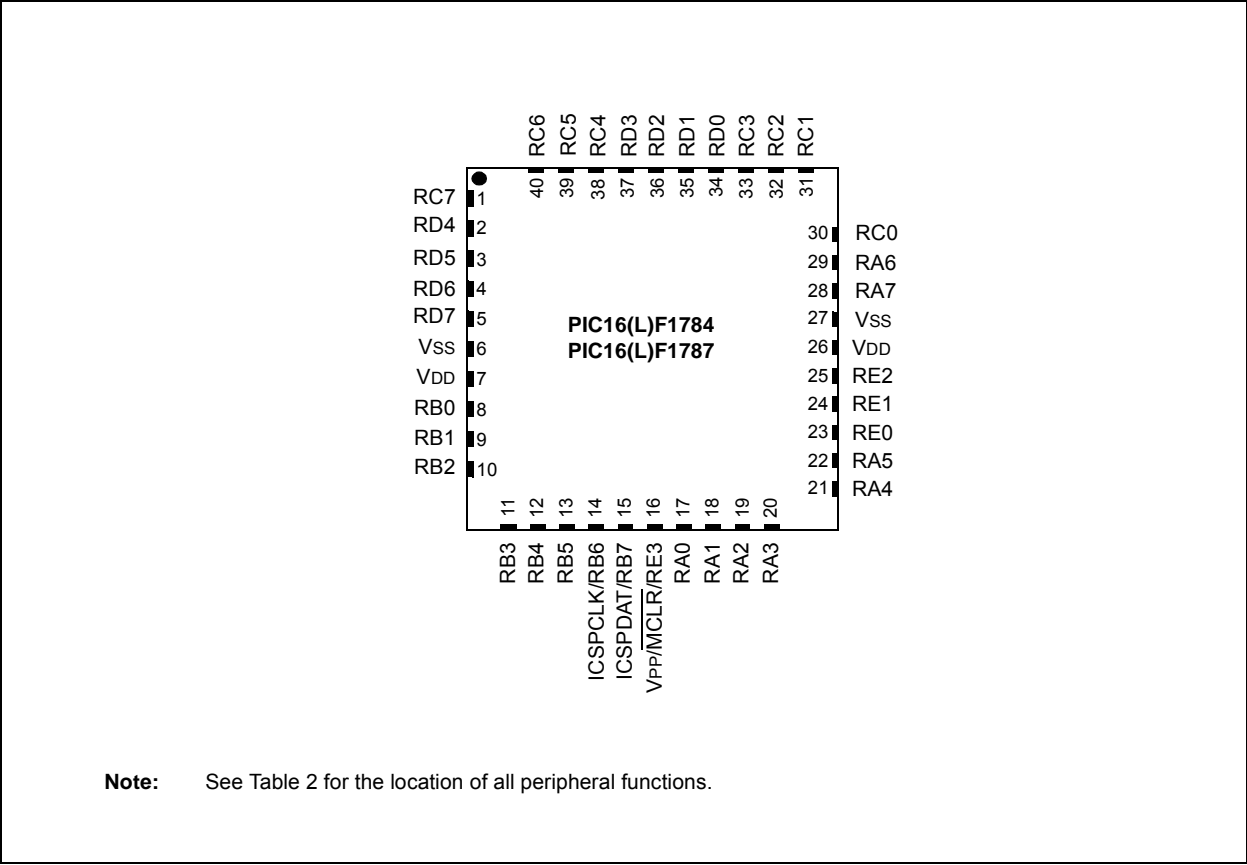 RC6
RC5
RC4
RD3
RD2
RD1
RD0
RC3
RC2
RC1
40
39
38
37
36
35
34
33
32
31
RC7 1
RD4 2
RD5 3
RD6 4
RD7 5
VSS 6
VDD 7
RB0 8
RB1 9
RB2 10
PIC16(L)F1784
PIC16(L)F1787
30 RC0
29 RA6
28 RA7
27 VSS
26 VDD
25 RE2
24 RE1
23 RE0
22 RA5
21 RA4
11
12
13
14
15
16
17
18
19
20
RB3
RB4
RB5
ICSPCLK/RB6
ICSPDAT/RB7
VPP/MCLR/RE3
RA0
RA1
RA2
RA3
Note: See Table 2 for the location of all peripheral functions.